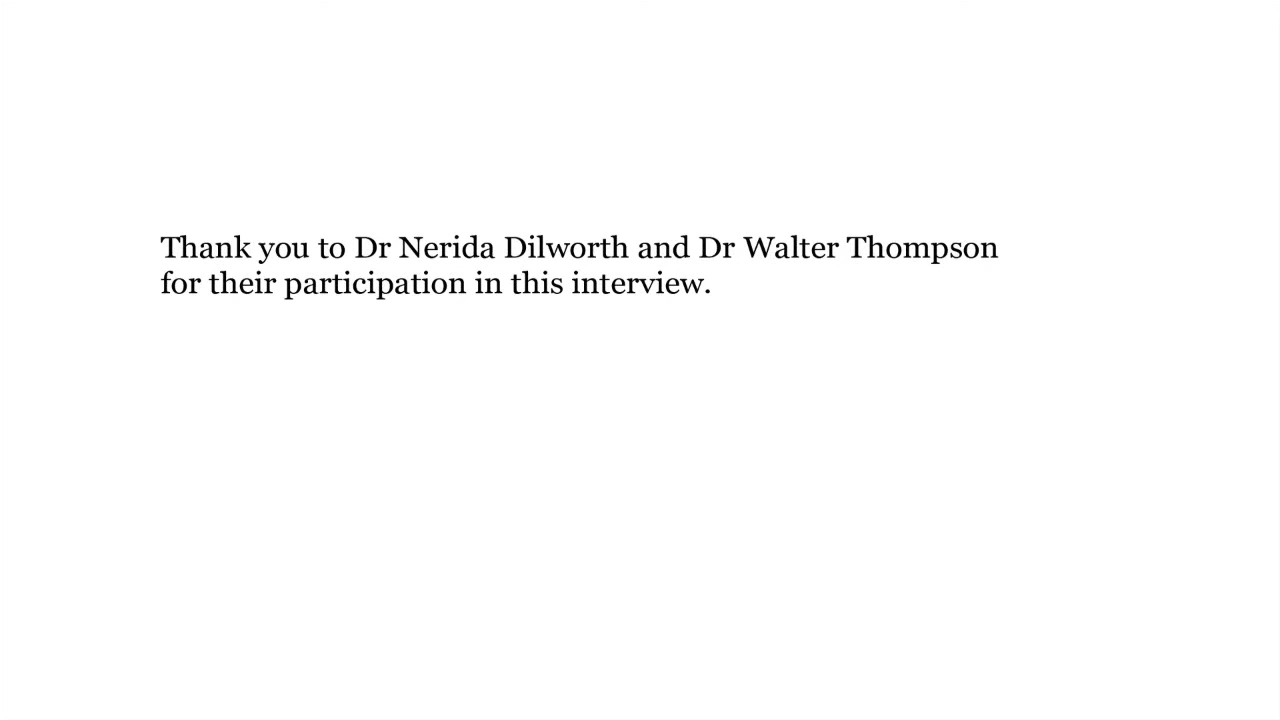 Thank you to Dr Nerida Dilworth and Dr Walter Thompson
for their participation in this interview.